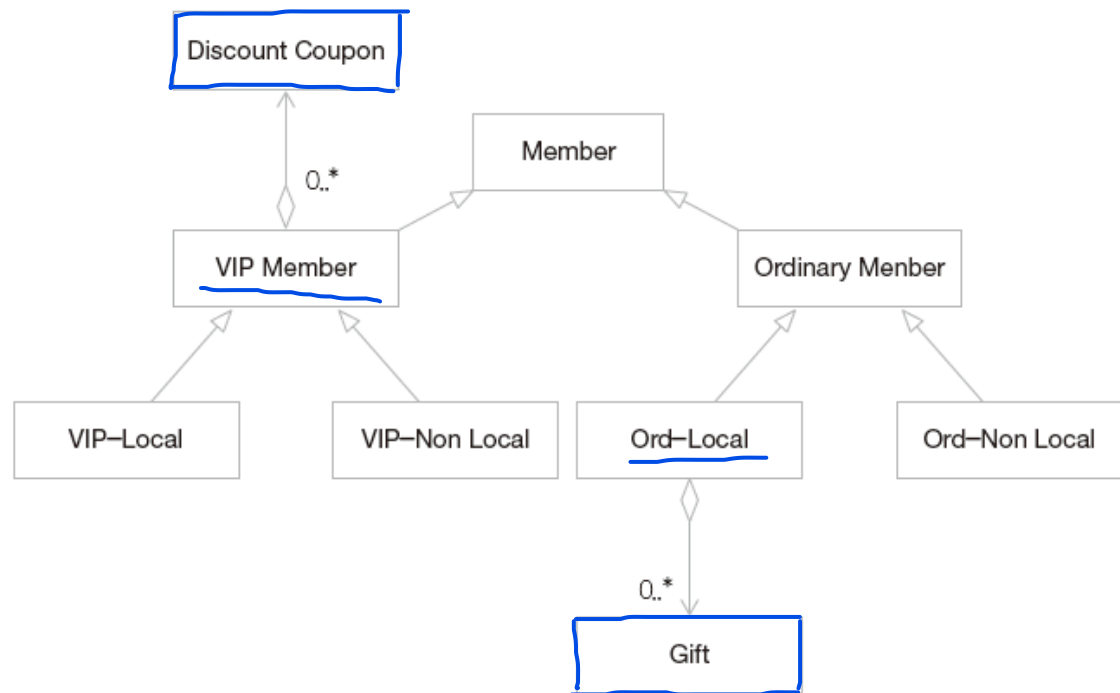 Discount Coupon
Member
0..*
VIP Member
Ordinary Menber
VIP–Local
VIP–Non Local
Ord–Local
Ord–Non Local
0..*
Gift